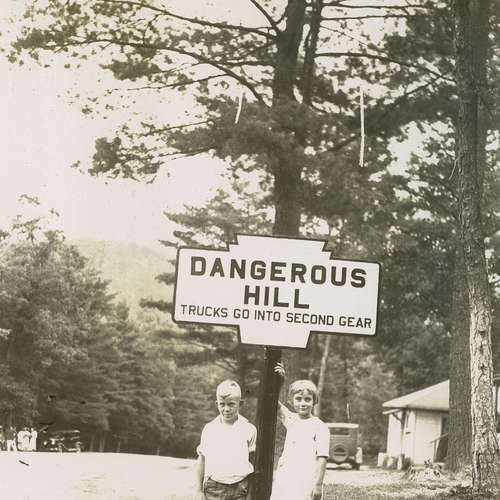 DANGEROUS
HILL
TRUCKS GO INTO SECOND GEAR